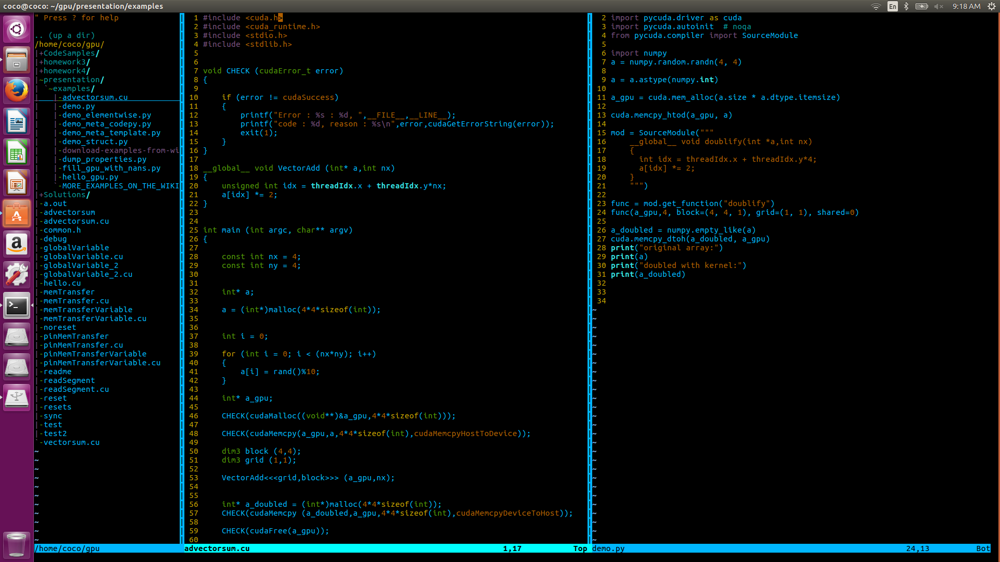 coco@coco: ~/gpu/presentation/examples
En
9:18 AM
" Press ? for help
.. (up a dir)
/home/coco/gpu/
|+CodeSamples/
|+homework3/
|+homework4/
|~presentation/
| `~examples/
|   |-advectorsum.cu
|   |-demo.py
|   |-demo_elementwise.py
|   |-demo_meta_codepy.py
|   |-demo_meta_template.py
|   |-demo_struct.py
|   |-download-examples-from-wi
|   |-dump_properties.py
|   |-fill_gpu_with_nans.py
|   |-hello_gpu.py
|   `-MORE_EXAMPLES_ON_THE_WIKI
|+Solutions/
|-a.out
|-advectorsum
|-advectorsum.cu
|-common.h
|-debug
|-globalVariable
|-globalVariable.cu
|-globalVariable_2
|-globalVariable_2.cu
|-hello.cu
|-memTransfer
|-memTransfer.cu
|-memTransferVariable
|-memTransferVariable.cu
|-noreset
|-pinMemTransfer
|-pinMemTransfer.cu
|-pinMemTransferVariable
|-pinMemTransferVariable.cu
|-readme
|-readSegment
|-readSegment.cu
|-reset
|-resets
|-sync
|-test
|-test2
`-vectorsum.cu
/home/coco/gpu
1 #include <cuda.h>
2 #include <cuda_runtime.h>
3 #include <stdio.h>
4 #include <stdlib.h>
5
6
7 void CHECK (cudaError_t error)
8 {
9
10     if (error != cudaSuccess)
11     {
12         printf("Error : %s : %d, ",__FILE__,__LINE__);
13         printf("code : %d, reason : %s\n",error,cudaGetErrorString(error));
14         exit(1);
15     }
16 }
17
18 __global__ void VectorAdd (int* a,int nx)
19 {
20     unsigned int idx = threadIdx.x + threadIdx.y*nx;
21     a[idx] *= 2;
22 }
23
24
25 int main (int argc, char** argv)
26 {
27
28     const int nx = 4;
29     const int ny = 4;
30
31
32     int* a;
33
34     a = (int*)malloc(4*4*sizeof(int));
35
36
37     int i = 0;
38
39     for (int i = 0; i < (nx*ny); i++)
40     {
41         a[i] = rand()%10;
42     }
43
44     int* a_gpu;
45
46     CHECK(cudaMalloc((void**)&a_gpu,4*4*sizeof(int)));
47
48     CHECK(cudaMemcpy(a_gpu,a,4*4*sizeof(int),cudaMemcpyHostToDevice));
49
50     dim3 block (4,4);
51     dim3 grid (1,1);
52
53     VectorAdd<<<grid,block>>> (a_gpu,nx);
54
55
56     int* a_doubled = (int*)malloc(4*4*sizeof(int));
57     CHECK(cudaMemcpy (a_doubled,a_gpu,4*4*sizeof(int),cudaMemcpyDeviceToHost));
58
59     CHECK(cudaFree(a_gpu));
60
advectorsum.cu 1,17 Top
2 import pycuda.driver as cuda
3 import pycuda.autoinit  # noqa
4 from pycuda.compiler import SourceModule
5
6 import numpy
7 a = numpy.random.randn(4, 4)
8
9 a = a.astype(numpy.int)
10
11 a_gpu = cuda.mem_alloc(a.size * a.dtype.itemsize)
12
13 cuda.memcpy_htod(a_gpu, a)
14
15 mod = SourceModule("""
16     __global__ void doublify(int *a,int nx)
17     {
18       int idx = threadIdx.x + threadIdx.y*4;
19       a[idx] *= 2;
20     }
21     """)
22
23 func = mod.get_function("doublify")
24 func(a_gpu,4, block=(4, 4, 1), grid=(1, 1), shared=0)
25
26 a_doubled = numpy.empty_like(a)
27 cuda.memcpy_dtoh(a_doubled, a_gpu)
28 print("original array:")
29 print(a)
30 print("doubled with kernel:")
31 print(a_doubled)
32
33
34
demo.py 24,13 Bot